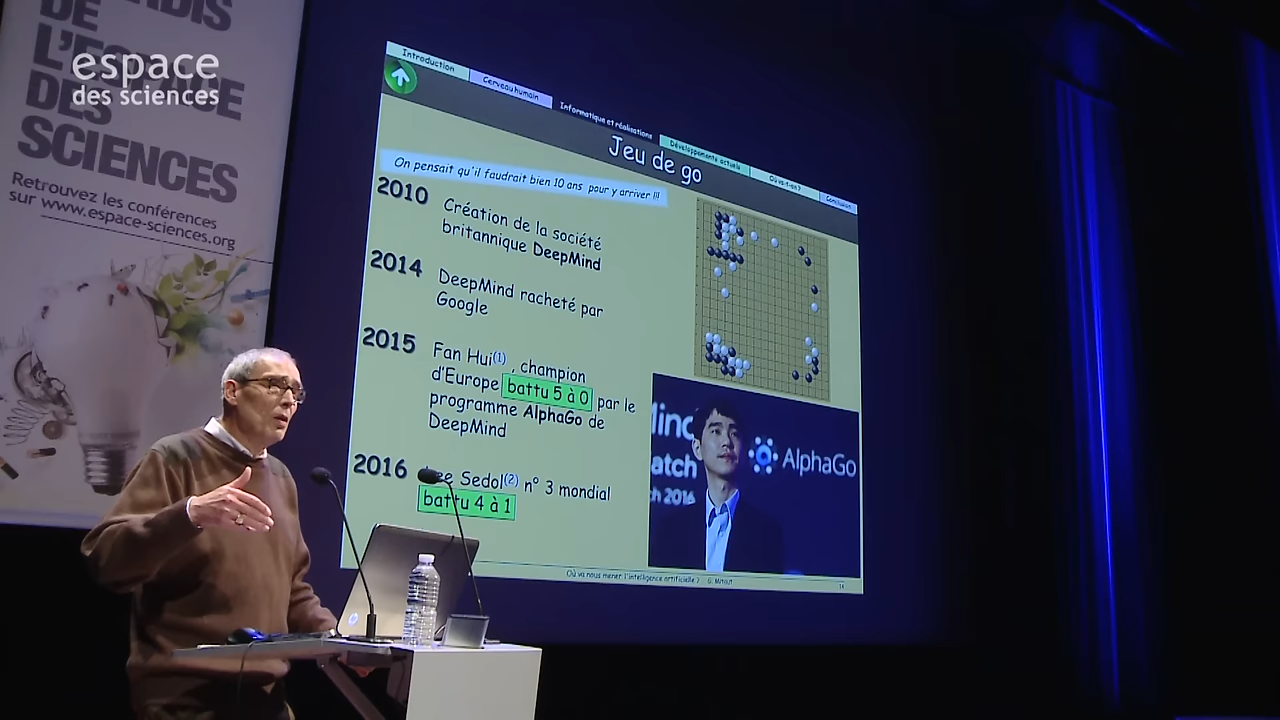 DE
L'ESPACE
DES
SCIENCES
espace
des sciences
Retrouvez les conférences
sur www.espace-sciences.org
Introduction
Cerveau humain
Informatique et réalisations
Développements actuels
Où va-t-on ?
Conclusion
Jeu de go
On pensait qu'il faudrait bien 10 ans pour y arriver !!!
2010 Création de la société
britannique DeepMind
2014 DeepMind racheté par
Google
2015 Fan Hui(1) , champion
d'Europe battu 5 à 0 par le
programme AlphaGo de
DeepMind
2016 Sedol(2) n° 3 mondial
battu 4 à 1
AlphaGo
2016
Où va nous mener l'intelligence artificielle ? G. Mitaut